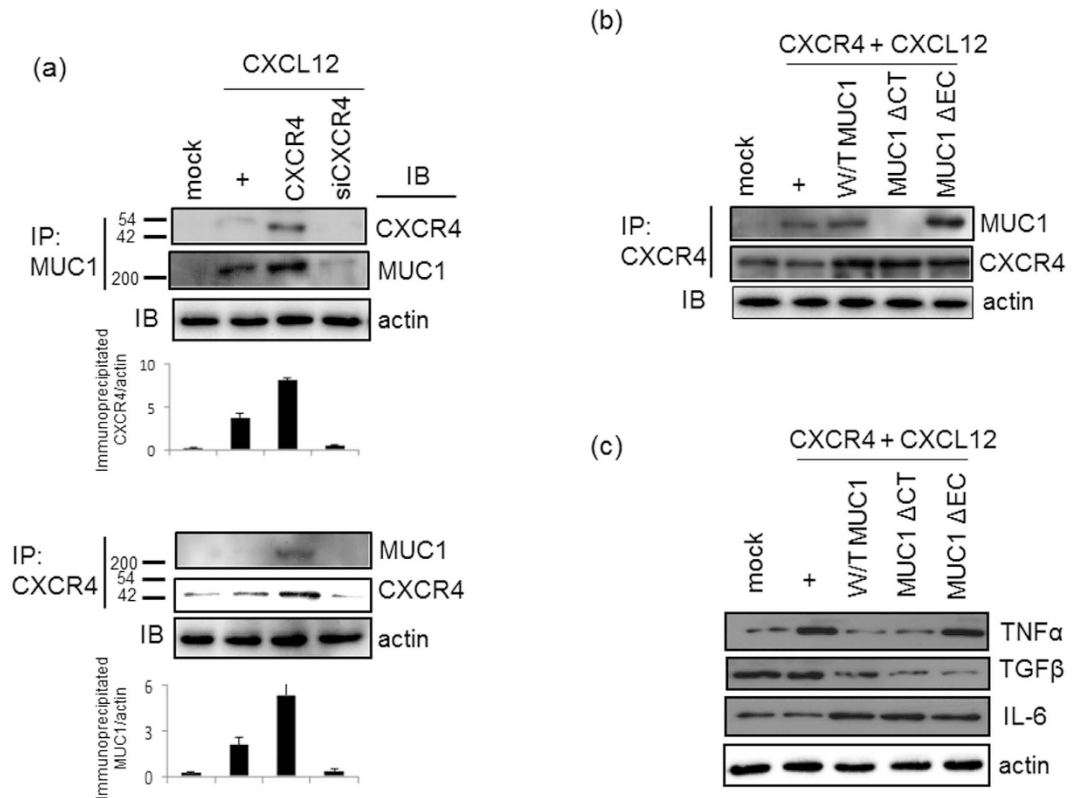 (a)
CXCL12
mock
+
CXCR4
siCXCR4
IB
IP:
MUC1
54
42
CXCR4
200
MUC1
IB
actin
Immunoprecipitated
CXCR4/actin
10
5
0
IP:
CXCR4
200
MUC1
54
42
CXCR4
IB
actin
Immunoprecipitated
MUC1/actin
6
3
0
(b)
CXCR4 + CXCL12
mock
+
W/T MUC1
MUC1 ΔCT
MUC1 ΔEC
IP:
CXCR4
MUC1
CXCR4
IB
actin
(c)
CXCR4 + CXCL12
mock
+
W/T MUC1
MUC1 ΔCT
MUC1 ΔEC
TNFα
TGFβ
IL-6
actin